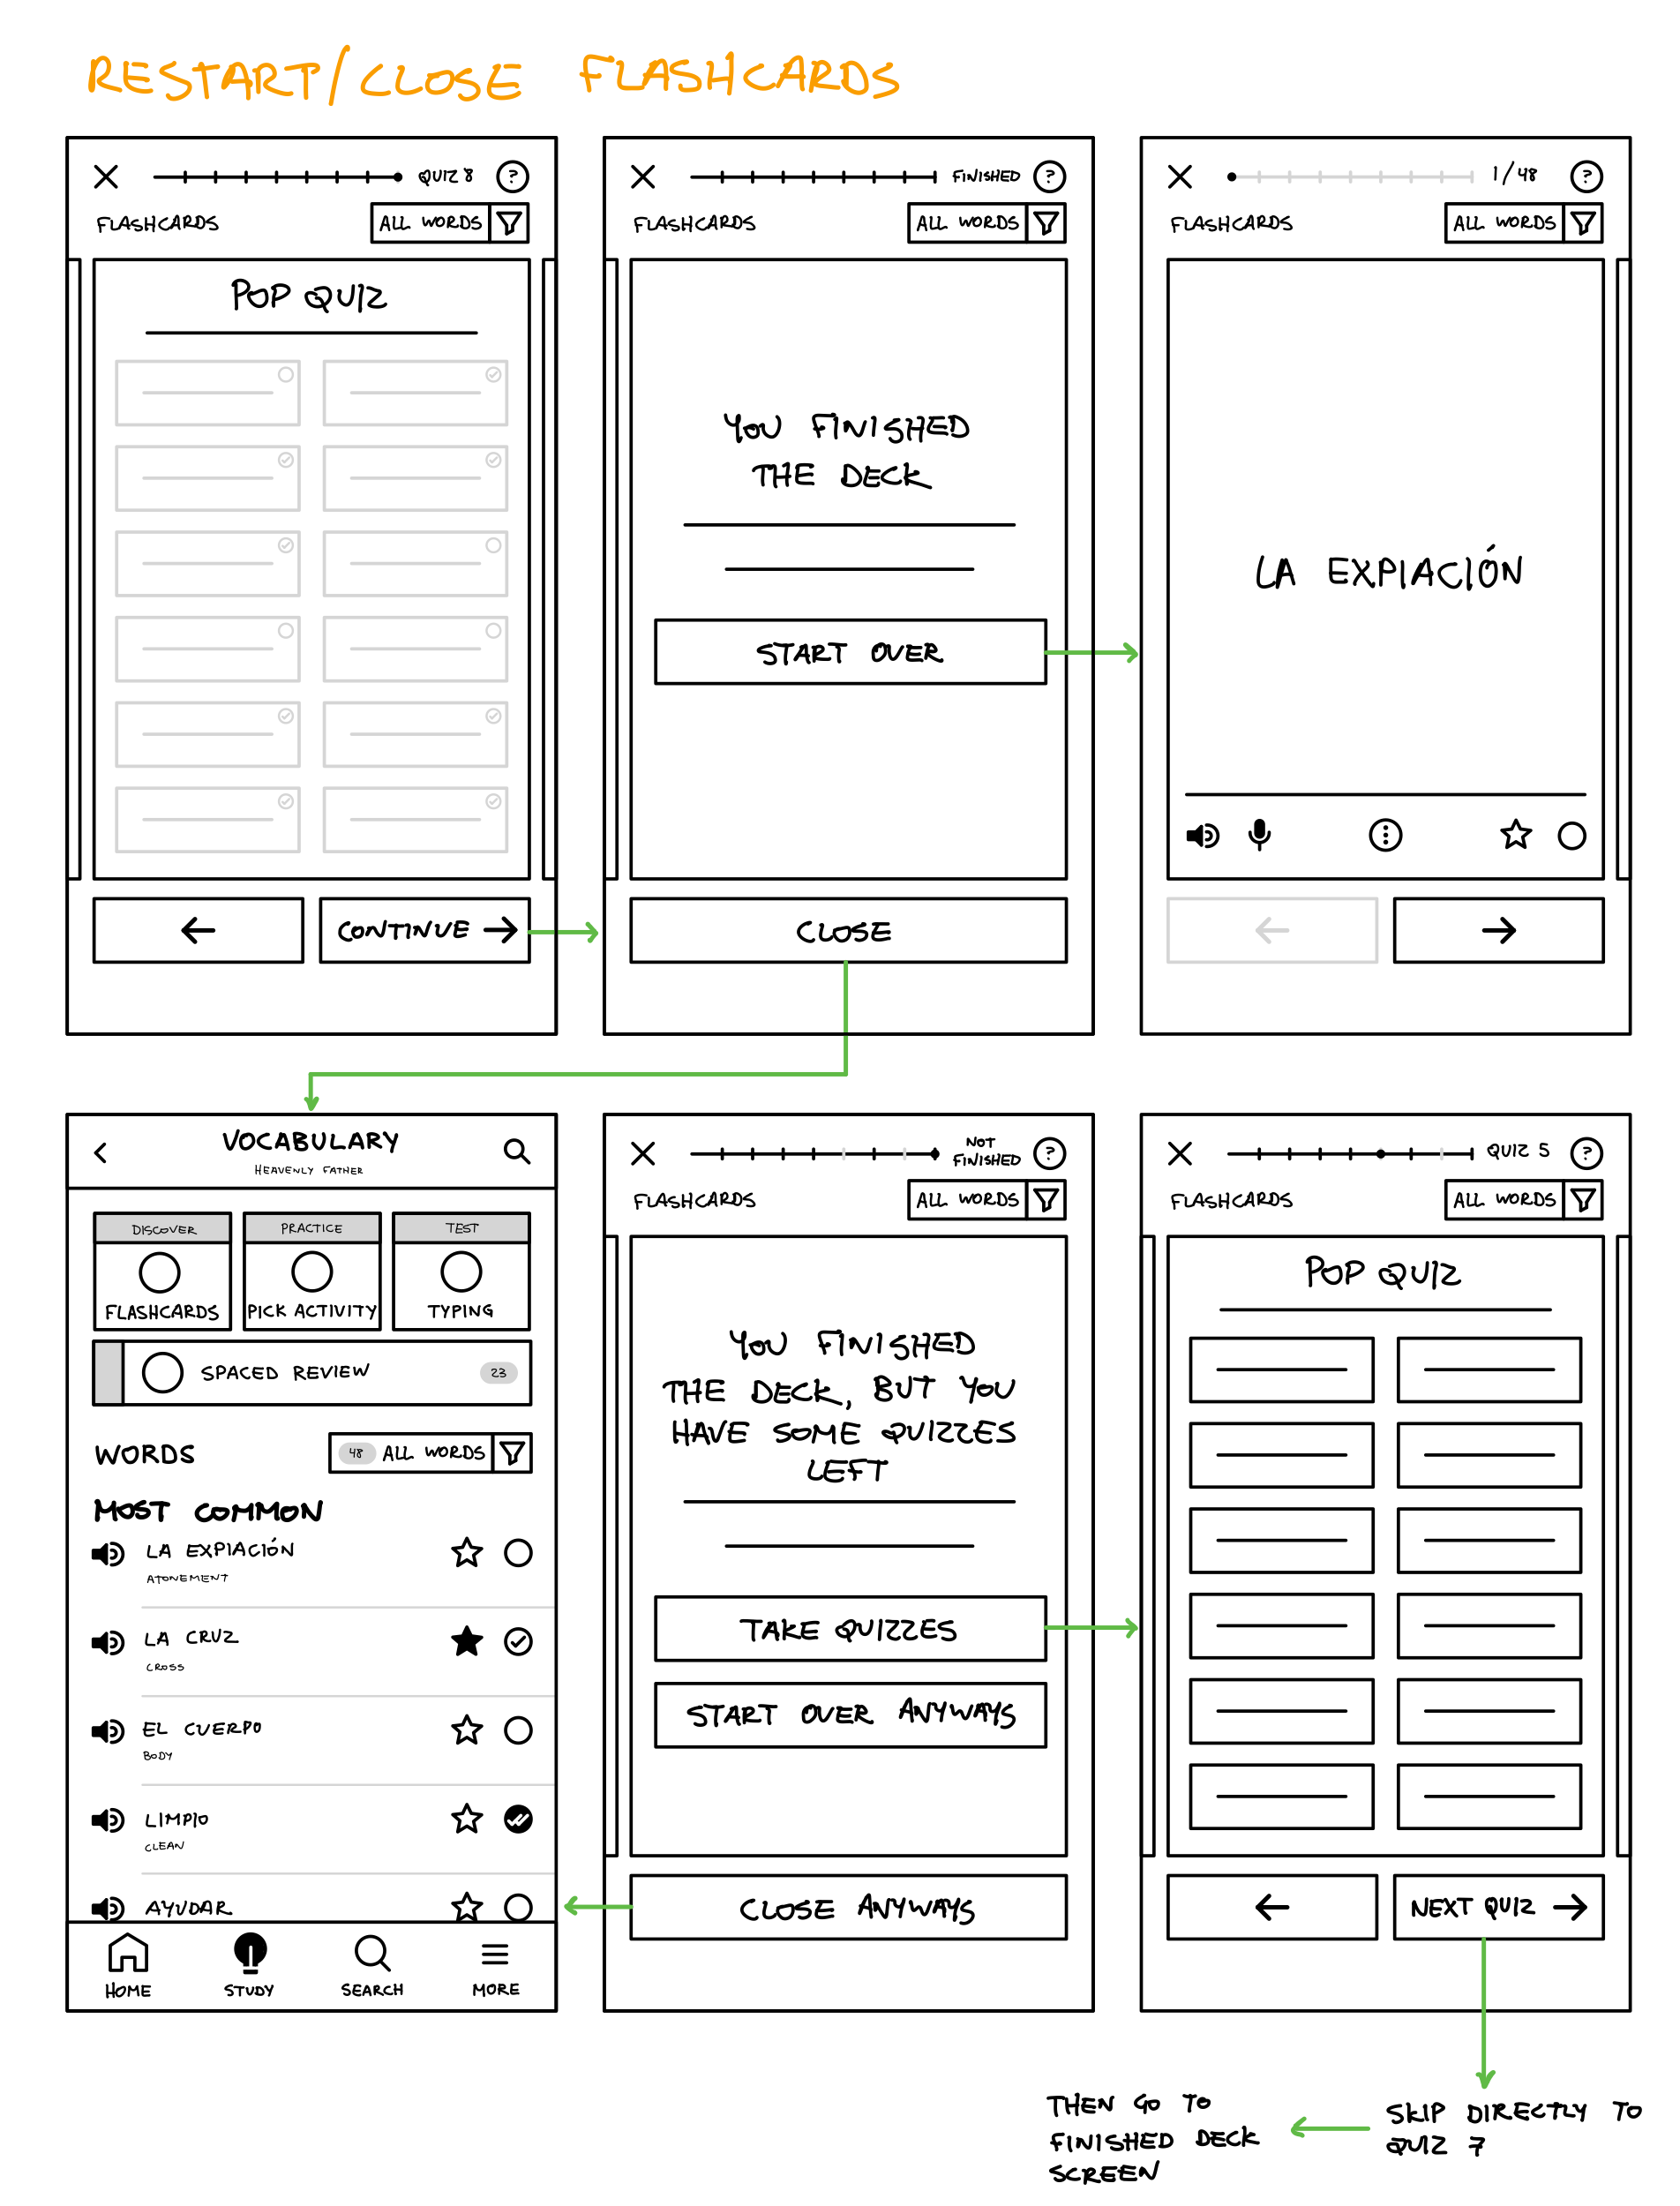 RESTART/CLOSE FLASHCARDS
QUIZ 8
?
FLASHCARDS
ALL WORDS
POP QUIZ
CONTINUE
FINISHED
?
FLASHCARDS
ALL WORDS
YOU FINISHED
THE DECK
START OVER
CLOSE
1/48
?
FLASHCARDS
ALL WORDS
LA EXPIACIÓN
VOCABULARY
HEAVENLY FATHER
DISCOVER
FLASHCARDS
PRACTICE
PICK ACTIVITY
TEST
TYPING
SPACED REVIEW
23
WORDS
48 ALL WORDS
MOST COMMON
LA EXPIACIÓN
ATONEMENT
LA CRUZ
CROSS
EL CUERPO
BODY
LIMPIO
CLEAN
AYUDAR
HOME
STUDY
SEARCH
MORE
NOT
FINISHED
?
FLASHCARDS
ALL WORDS
YOU FINISHED
THE DECK, BUT YOU
HAVE SOME QUIZZES
LEFT
TAKE QUIZZES
START OVER ANYWAYS
CLOSE ANYWAYS
QUIZ 5
?
FLASHCARDS
ALL WORDS
POP QUIZ
NEXT QUIZ
SKIP DIRECTLY TO
QUIZ 7
THEN GO TO
FINISHED DECK
SCREEN